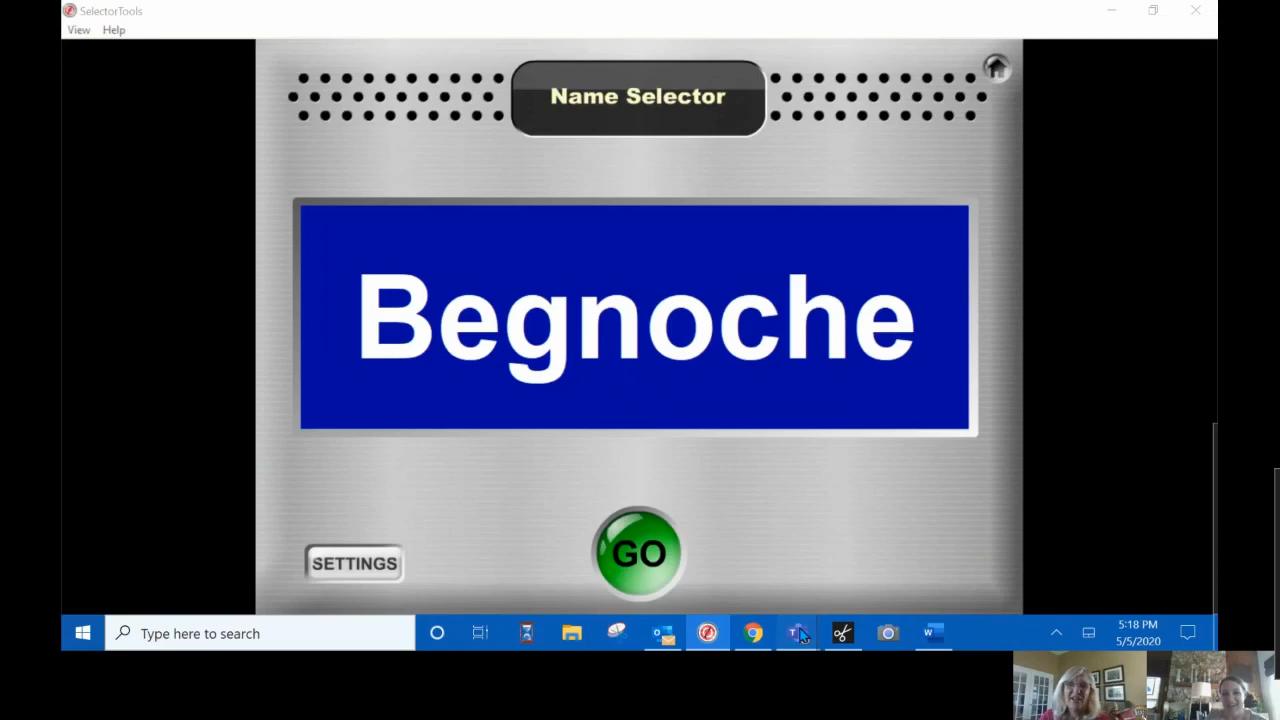 SelectorTools
View Help
Name Selector
Begnoche
GO
SETTINGS
Type here to search
5:18 PM
5/5/2020